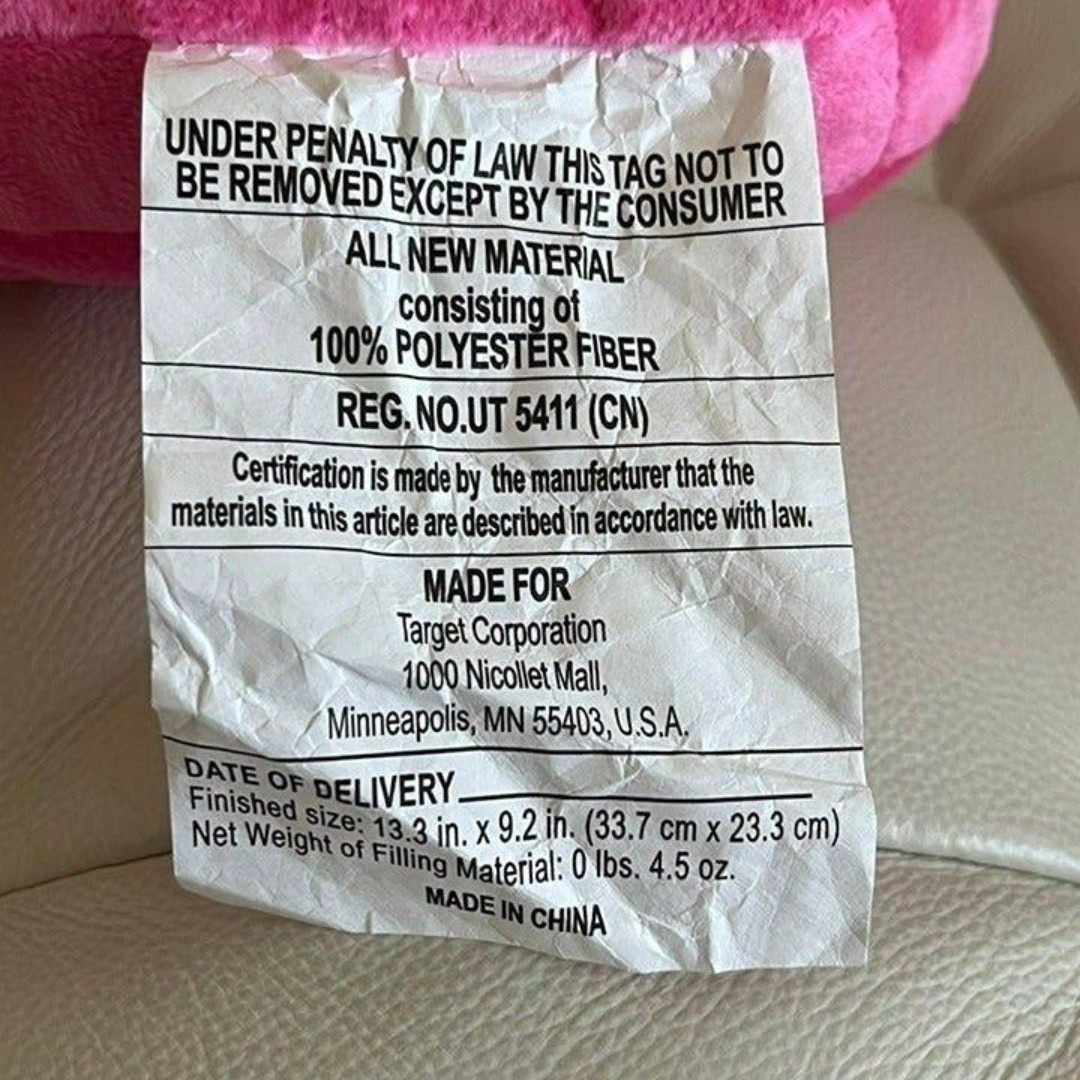 UNDER PENALTY OF LAW THIS TAG NOT TO
BE REMOVED EXCEPT BY THE CONSUMER
ALL NEW MATERIAL
consisting of
100% POLYESTER FIBER
REG. NO.UT 5411 (CN)
Certification is made by the manufacturer that the
materials in this article are described in accordance with law.
MADE FOR
Target Corporation
1000 Nicollet Mall,
Minneapolis, MN 55403, U.S.A.
DATE OF DELIVERY
Finished size: 13.3 in. x 9.2 in. (33.7 cm x 23.3 cm)
Net Weight of Filling Material: 0 lbs. 4.5 oz.
MADE IN CHINA